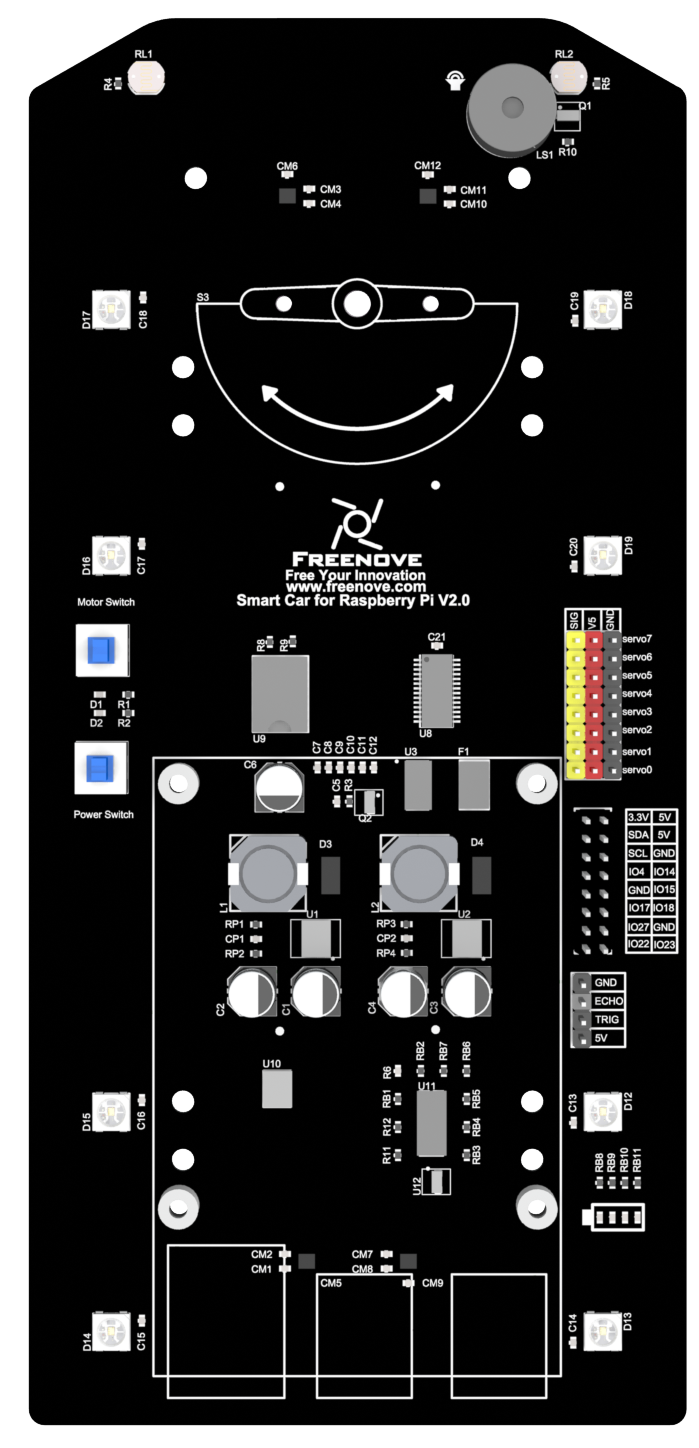 RL1
RL2
R4
R5
Q1
LS1
R10
CM6
CM12
CM3
CM11
CM4
CM10
S3
D17
C18
C19
D18
D16
C17
C20
D19
FREENOVE
Free Your Innovation
www.freenove.com
Smart Car for Raspberry Pi V2.0
Motor Switch
SIG
V5
GND
servo7
servo6
servo5
servo4
servo3
servo2
servo1
servo0
R8
R9
C21
U9
U8
D1
R1
D2
R2
Power Switch
C6
C7
C8
C9
C10
C11
C12
U3
F1
C5
R3
Q2
3.3V 5V
SDA 5V
SCL GND
IO4 IO14
GND IO15
IO17 IO18
IO27 GND
IO22 IO23
D3
D4
L1
L2
RP1
U1
RP3
U2
CP1
CP2
RP2
RP4
C2
C1
C4
C3
GND
ECHO
TRIG
5V
U10
R6
RB2
RB7
RB6
U11
RB1
RB5
R12
RB4
R11
RB3
U12
D15
C16
C13
D12
RB8
RB9
RB10
RB11
CM2
CM7
CM1
CM8
CM5
CM9
D14
C15
C14
D13